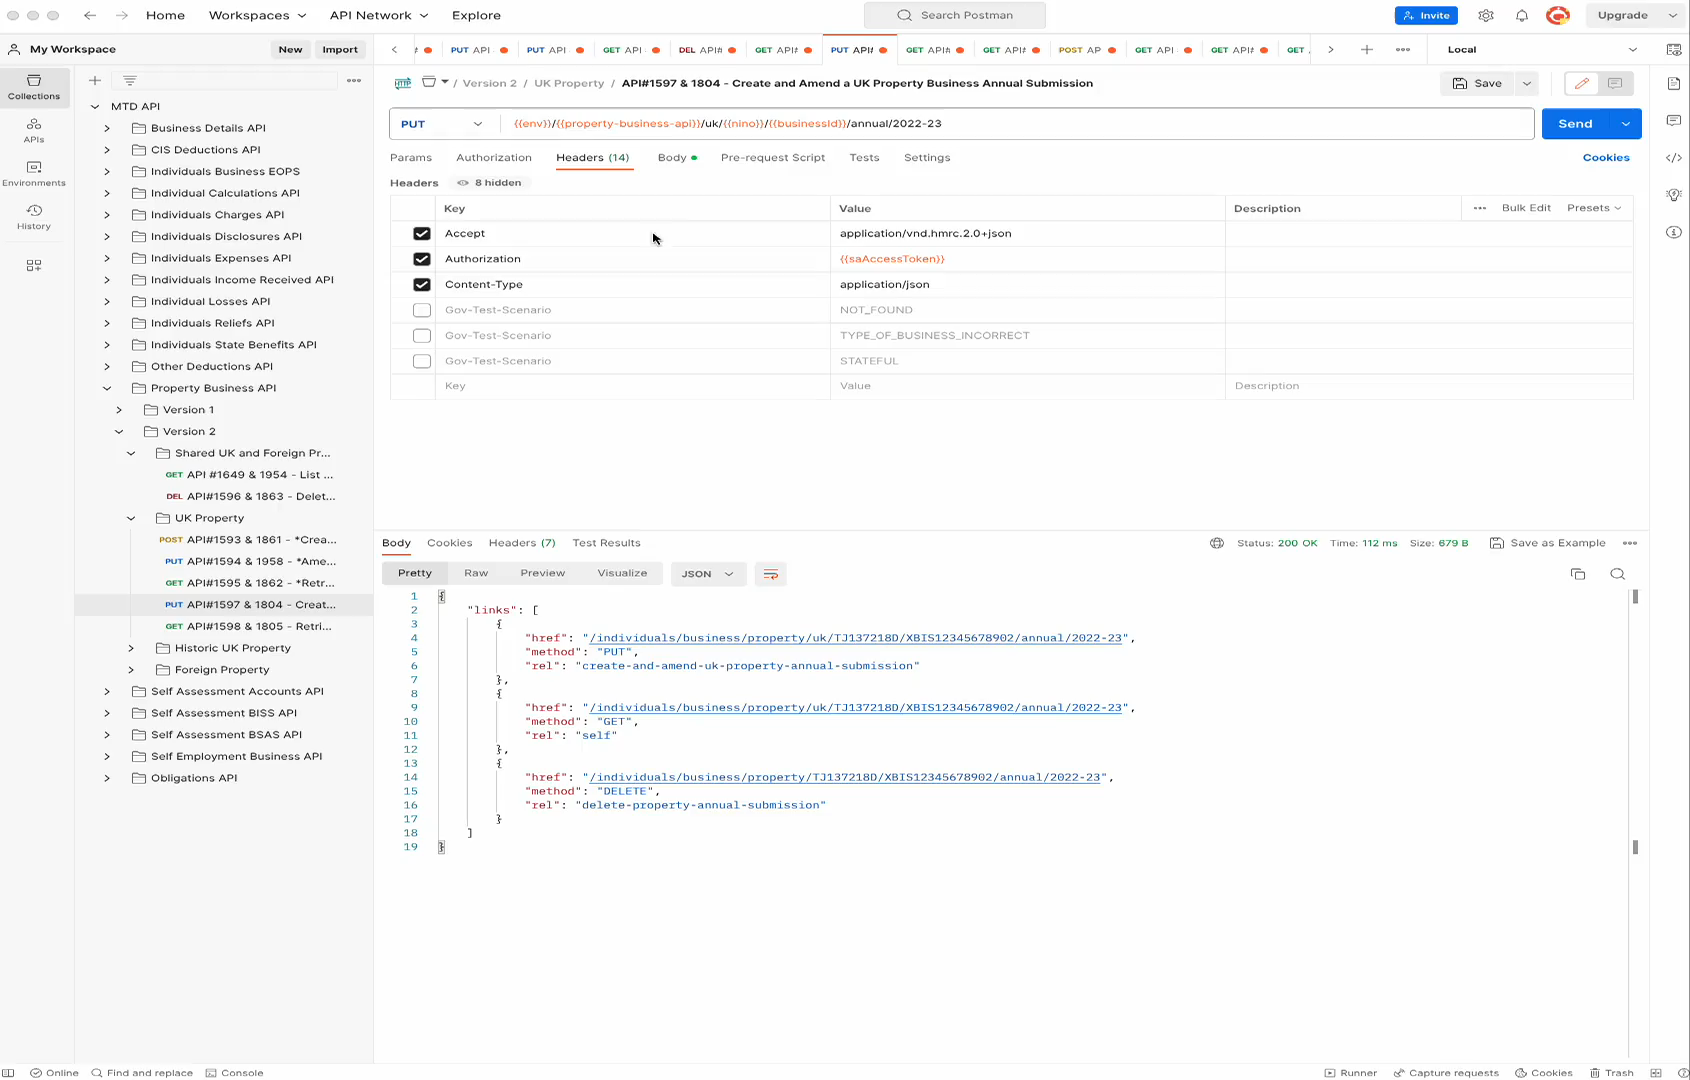 Home Workspaces API Network Explore Search Postman Invite Upgrade
My Workspace New Import PUT API PUT API GET API DEL API# GET API# PUT API# GET API# GET API# POST AP GET API GET API# GET Local
Collections
APIs
Environments
History
MTD API
Business Details API
CIS Deductions API
Individuals Business EOPS
Individual Calculations API
Individuals Charges API
Individuals Disclosures API
Individuals Expenses API
Individuals Income Received API
Individual Losses API
Individuals Reliefs API
Individuals State Benefits API
Other Deductions API
Property Business API
Version 1
Version 2
Shared UK and Foreign Pr...
GET API #1649 & 1954 - List ...
DEL API#1596 & 1863 - Delet...
UK Property
POST API#1593 & 1861 - *Crea...
PUT API#1594 & 1958 - *Ame...
GET API#1595 & 1862 - *Retr...
PUT API#1597 & 1804 - Creat...
GET API#1598 & 1805 - Retri...
Historic UK Property
Foreign Property
Self Assessment Accounts API
Self Assessment BISS API
Self Assessment BSAS API
Self Employment Business API
Obligations API
HTTP / Version 2 / UK Property / API#1597 & 1804 - Create and Amend a UK Property Business Annual Submission Save
PUT {{env}}/{{property-business-api}}/uk/{{nino}}/{{businessId}}/annual/2022-23 Send
Params Authorization Headers (14) Body Pre-request Script Tests Settings Cookies
Headers 8 hidden
Key Value Description Bulk Edit Presets
Accept application/vnd.hmrc.2.0+json
Authorization {{saAccessToken}}
Content-Type application/json
Gov-Test-Scenario NOT_FOUND
Gov-Test-Scenario TYPE_OF_BUSINESS_INCORRECT
Gov-Test-Scenario STATEFUL
Key Value Description
Body Cookies Headers (7) Test Results Status: 200 OK Time: 112 ms Size: 679 B Save as Example
Pretty Raw Preview Visualize JSON
1 {
2 "links": [
3 {
4 "href": "/individuals/business/property/uk/TJ137218D/XBIS12345678902/annual/2022-23",
5 "method": "PUT",
6 "rel": "create-and-amend-uk-property-annual-submission"
7 },
8 {
9 "href": "/individuals/business/property/uk/TJ137218D/XBIS12345678902/annual/2022-23",
10 "method": "GET",
11 "rel": "self"
12 },
13 {
14 "href": "/individuals/business/property/TJ137218D/XBIS12345678902/annual/2022-23",
15 "method": "DELETE",
16 "rel": "delete-property-annual-submission"
17 }
18 ]
19 }
Online Find and replace Console Runner Capture requests Cookies Trash